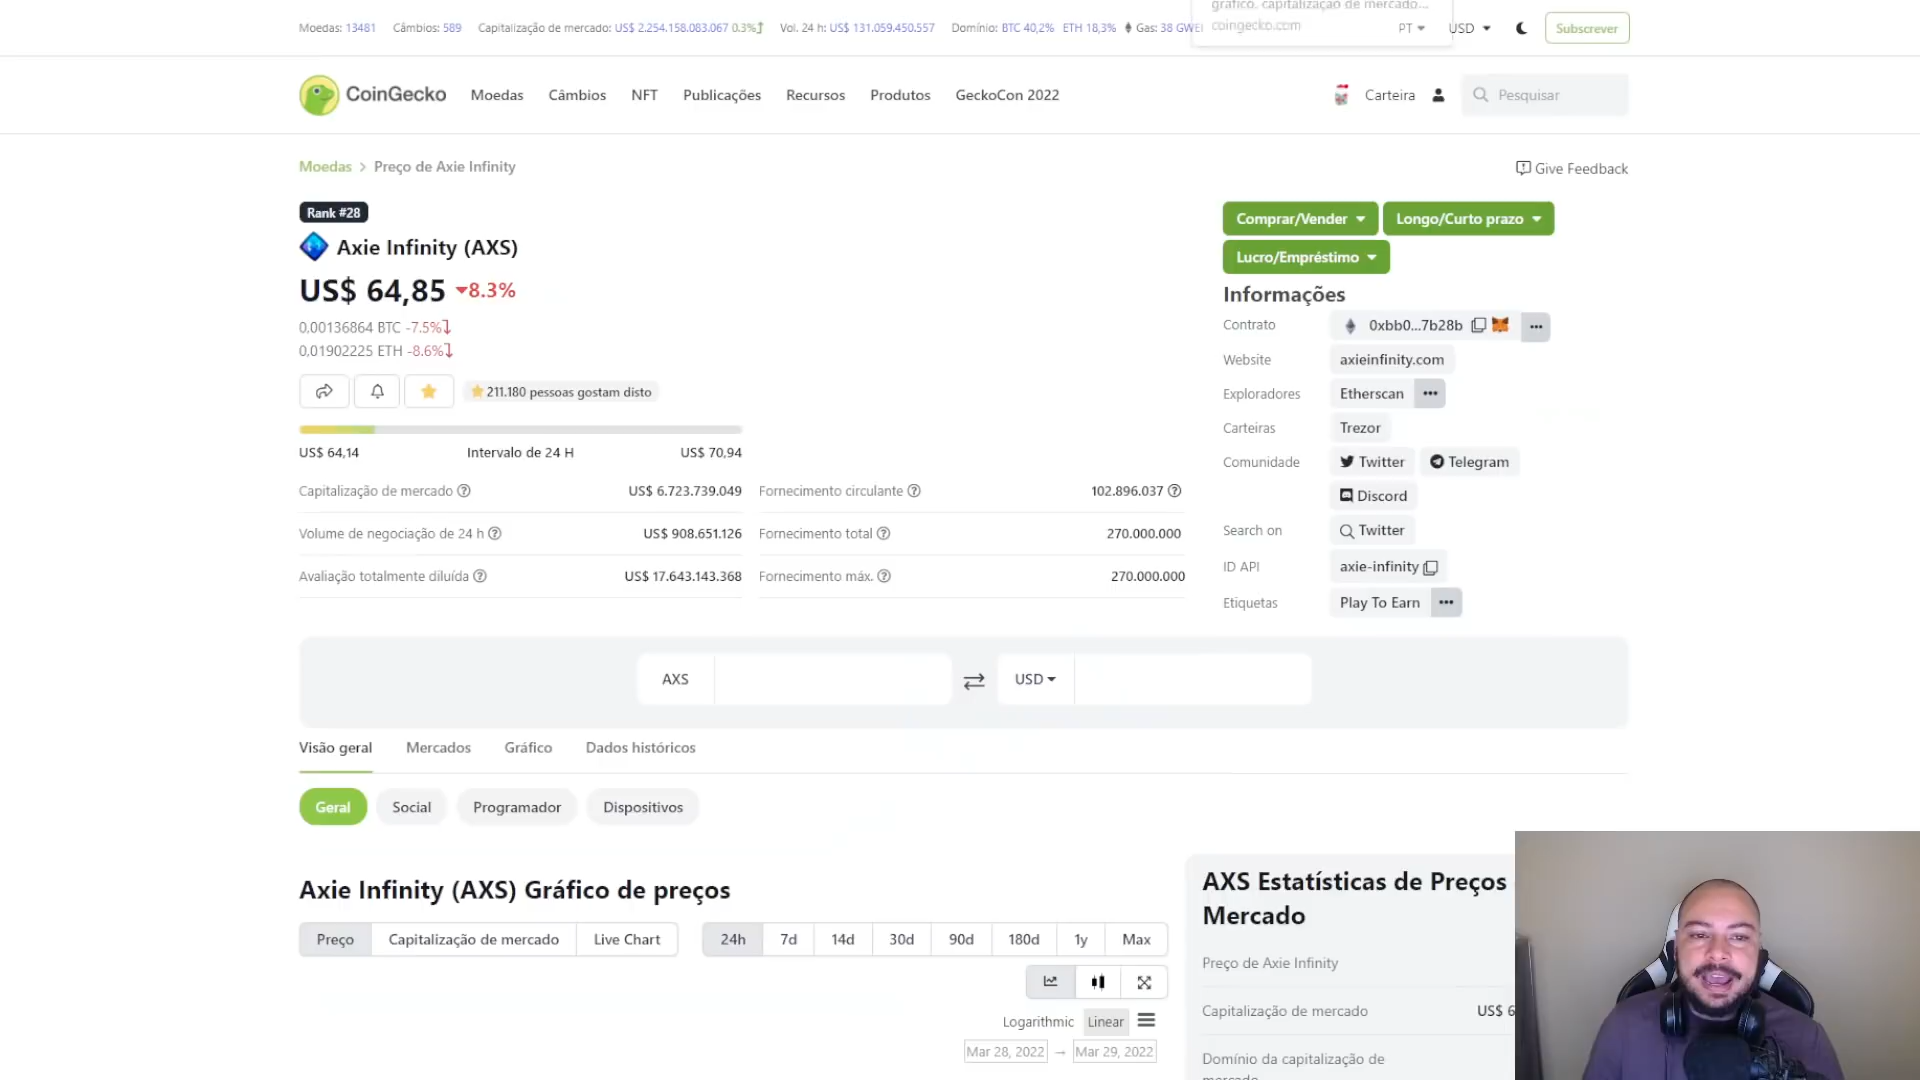 gráfico, capitalização de mercado...
coingecko.com
Moedas: 13481 Câmbios: 589 Capitalização de mercado: US$ 2.254.158.083.067 0.3% Vol. 24 h: US$ 131.059.450.557 Domínio: BTC 40,2% ETH 18,3% Gas: 38 GWEI PT USD Subscrever
CoinGecko Moedas Câmbios NFT Publicações Recursos Produtos GeckoCon 2022 Carteira Pesquisar
Moedas > Preço de Axie Infinity Give Feedback
Rank #28
Axie Infinity (AXS)
US$ 64,85 8.3%
0,00136864 BTC -7.5%
0,01902225 ETH -8.6%
211.180 pessoas gostam disto
US$ 64,14 Intervalo de 24 H US$ 70,94
Capitalização de mercado US$ 6.723.739.049 Fornecimento circulante 102.896.037
Volume de negociação de 24 h US$ 908.651.126 Fornecimento total 270.000.000
Avaliação totalmente diluída US$ 17.643.143.368 Fornecimento máx. 270.000.000
Comprar/Vender Longo/Curto prazo
Lucro/Empréstimo
Informações
Contrato 0xbb0...7b28b
Website axieinfinity.com
Exploradores Etherscan
Carteiras Trezor
Comunidade Twitter Telegram
Discord
Search on Twitter
ID API axie-infinity
Etiquetas Play To Earn
AXS USD
Visão geral Mercados Gráfico Dados históricos
Geral Social Programador Dispositivos
Axie Infinity (AXS) Gráfico de preços
Preço Capitalização de mercado Live Chart 24h 7d 14d 30d 90d 180d 1y Max
Logarithmic Linear
Mar 28, 2022 → Mar 29, 2022
AXS Estatísticas de Preços
Mercado
Preço de Axie Infinity
Capitalização de mercado US$ 6
Domínio da capitalização de
mercado